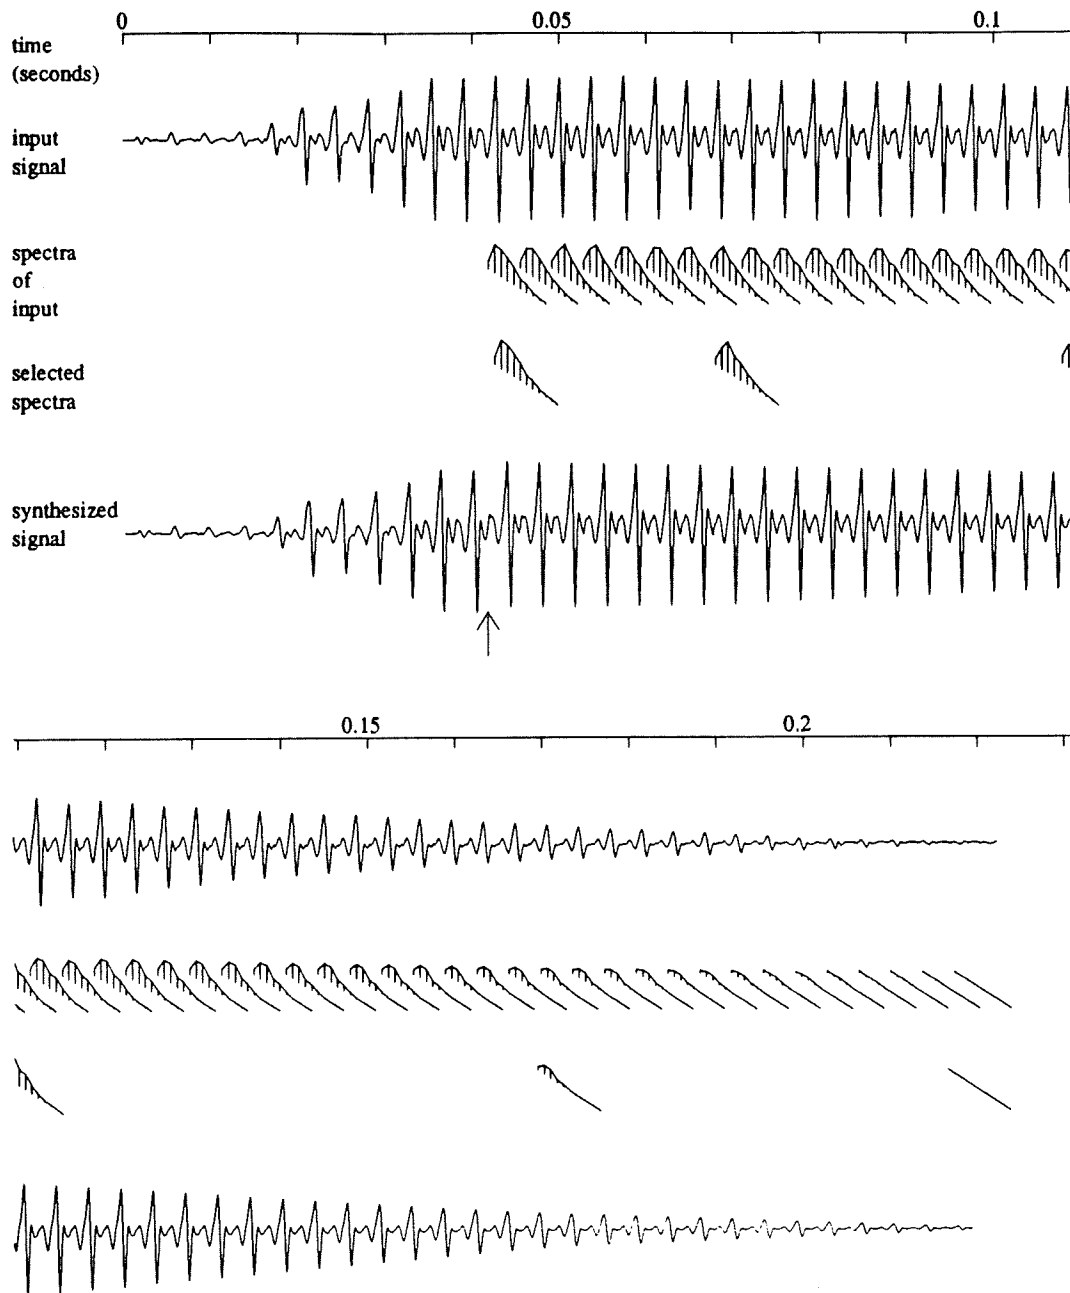 0 0.05 0.1
time
(seconds)
input
signal
spectra
of
input
selected
spectra
synthesized
signal
0.15 0.2